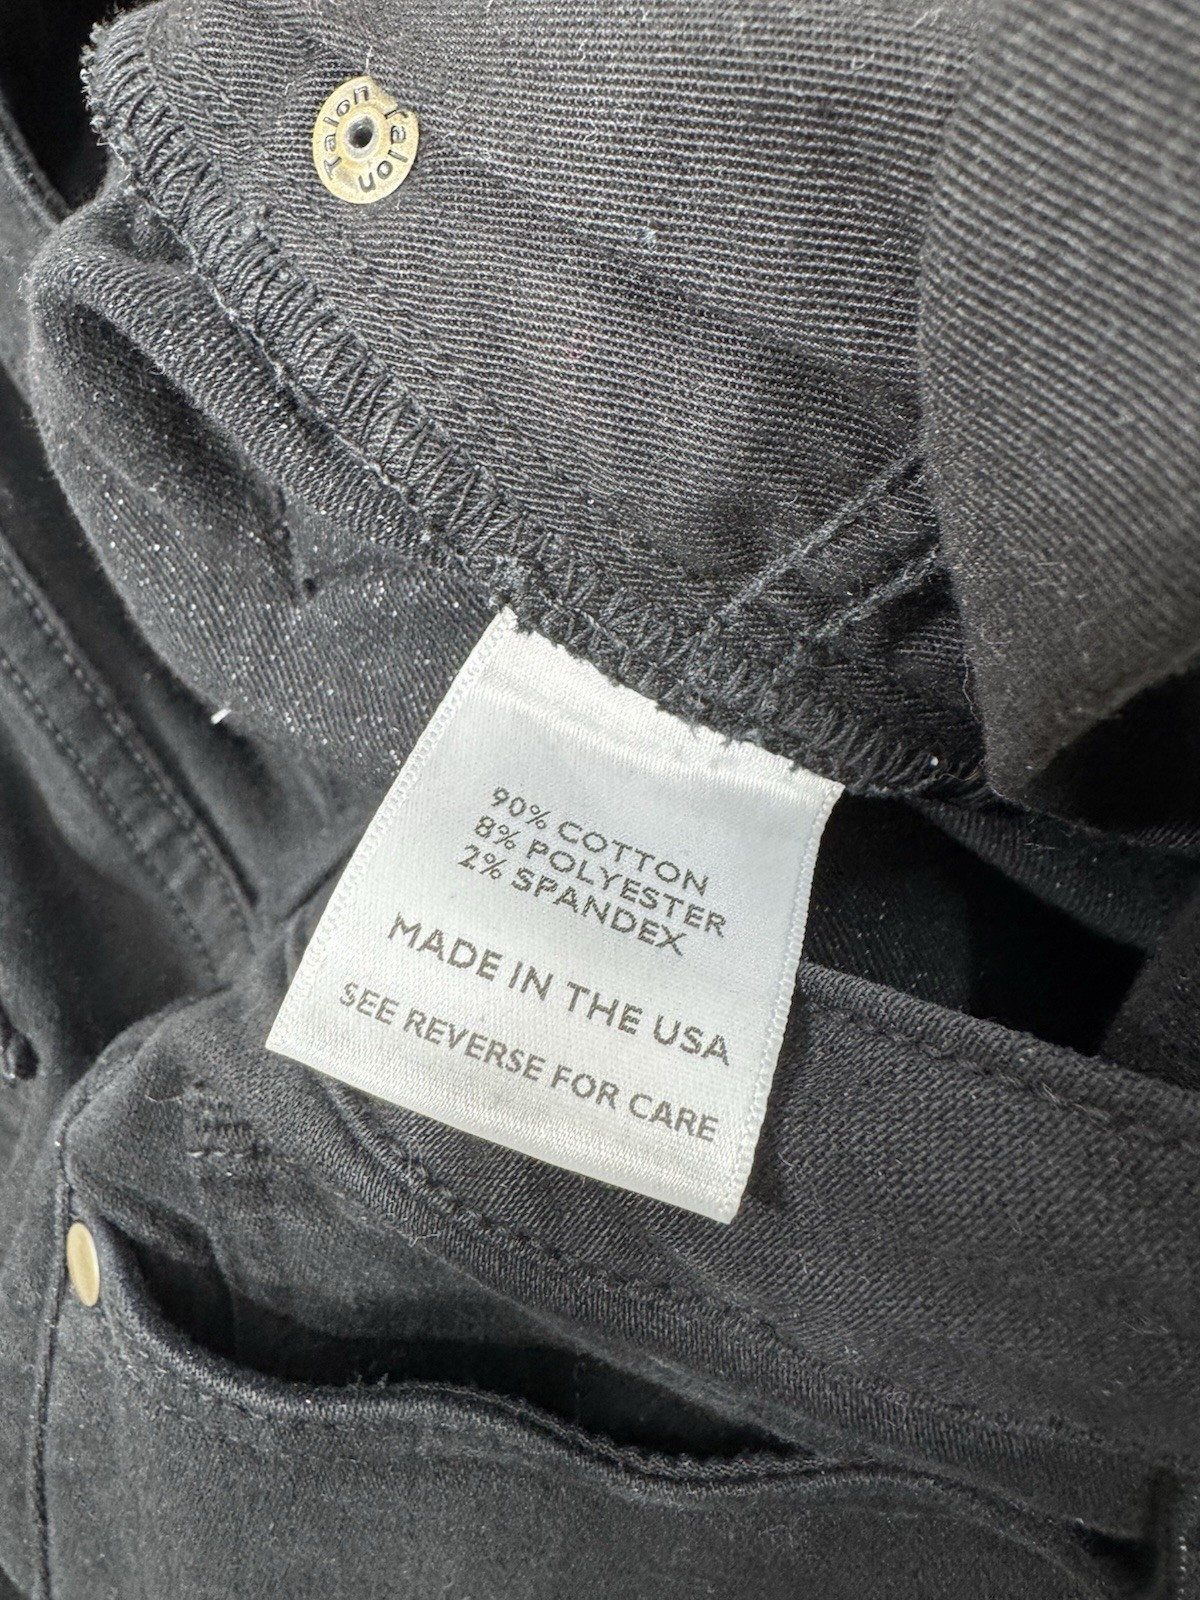 Talon Talon
90% COTTON
8% POLYESTER
2% SPANDEX
MADE IN THE USA
SEE REVERSE FOR CARE